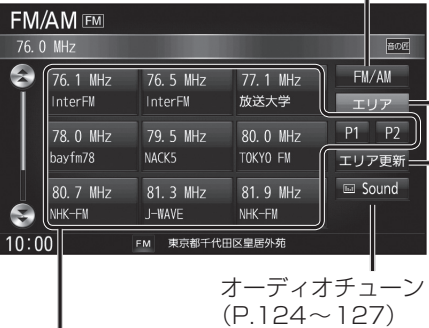 FM/AM FM
76.0 MHz 音の匠
76.1 MHz 76.5 MHz 77.1 MHz FM/AM
InterFM InterFM 放送大学 エリア
78.0 MHz 79.5 MHz 80.0 MHz P1 P2
bayfm78 NACK5 TOKYO FM エリア更新
80.7 MHz 81.3 MHz 81.9 MHz Sound
NHK-FM J-WAVE NHK-FM
10:00 FM 東京都千代田区皇居外苑
オーディオチューン
(P.124～127)